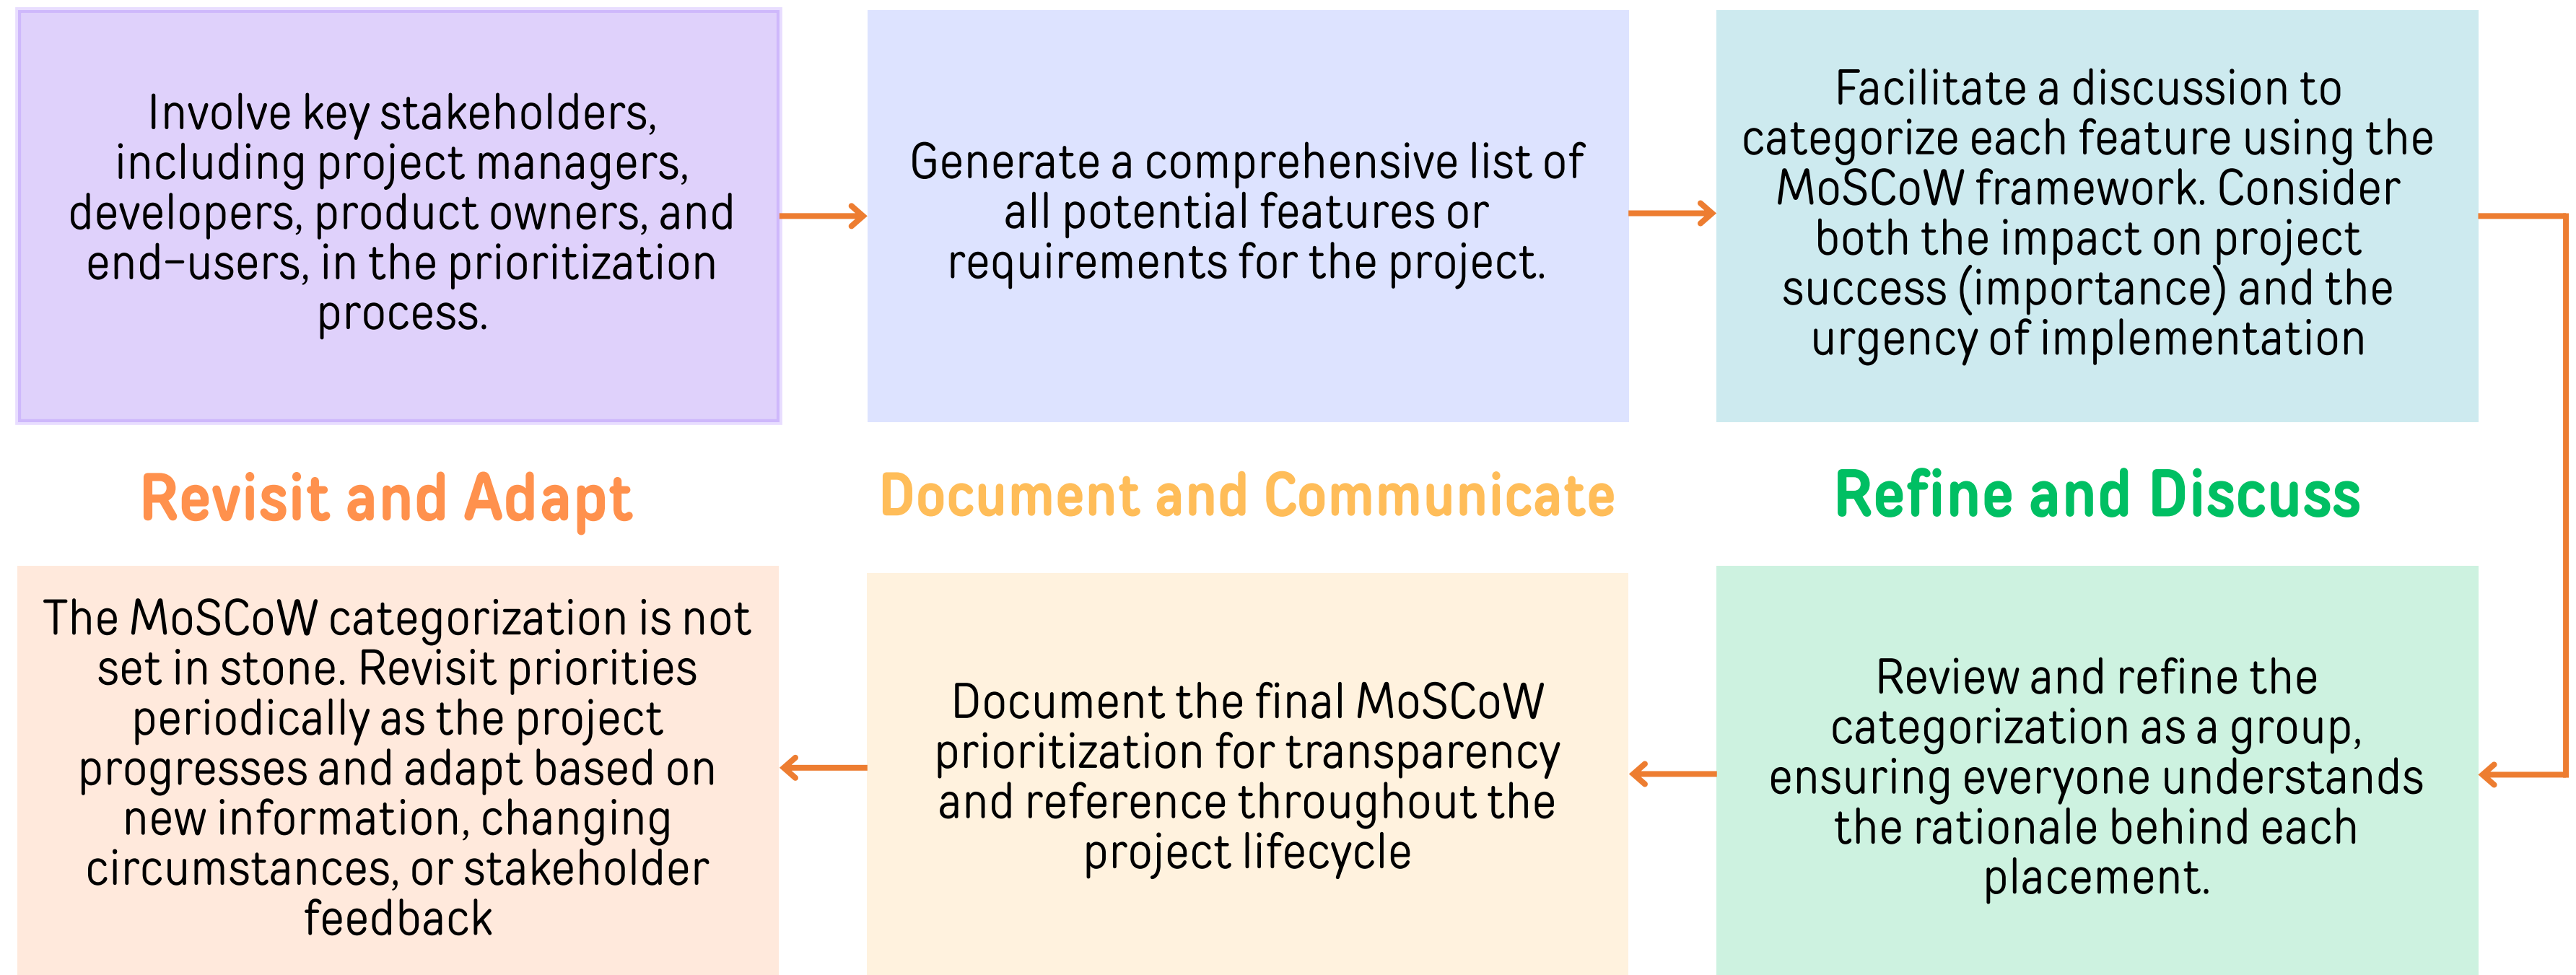 Involve key stakeholders,
including project managers,
developers, product owners, and
end-users, in the prioritization
process.
Generate a comprehensive list of
all potential features or
requirements for the project.
Facilitate a discussion to
categorize each feature using the
MoSCoW framework. Consider
both the impact on project
success (importance) and the
urgency of implementation
Refine and Discuss
Review and refine the
categorization as a group,
ensuring everyone understands
the rationale behind each
placement.
Document and Communicate
Document the final MoSCoW
prioritization for transparency
and reference throughout the
project lifecycle
Revisit and Adapt
The MoSCoW categorization is not
set in stone. Revisit priorities
periodically as the project
progresses and adapt based on
new information, changing
circumstances, or stakeholder
feedback